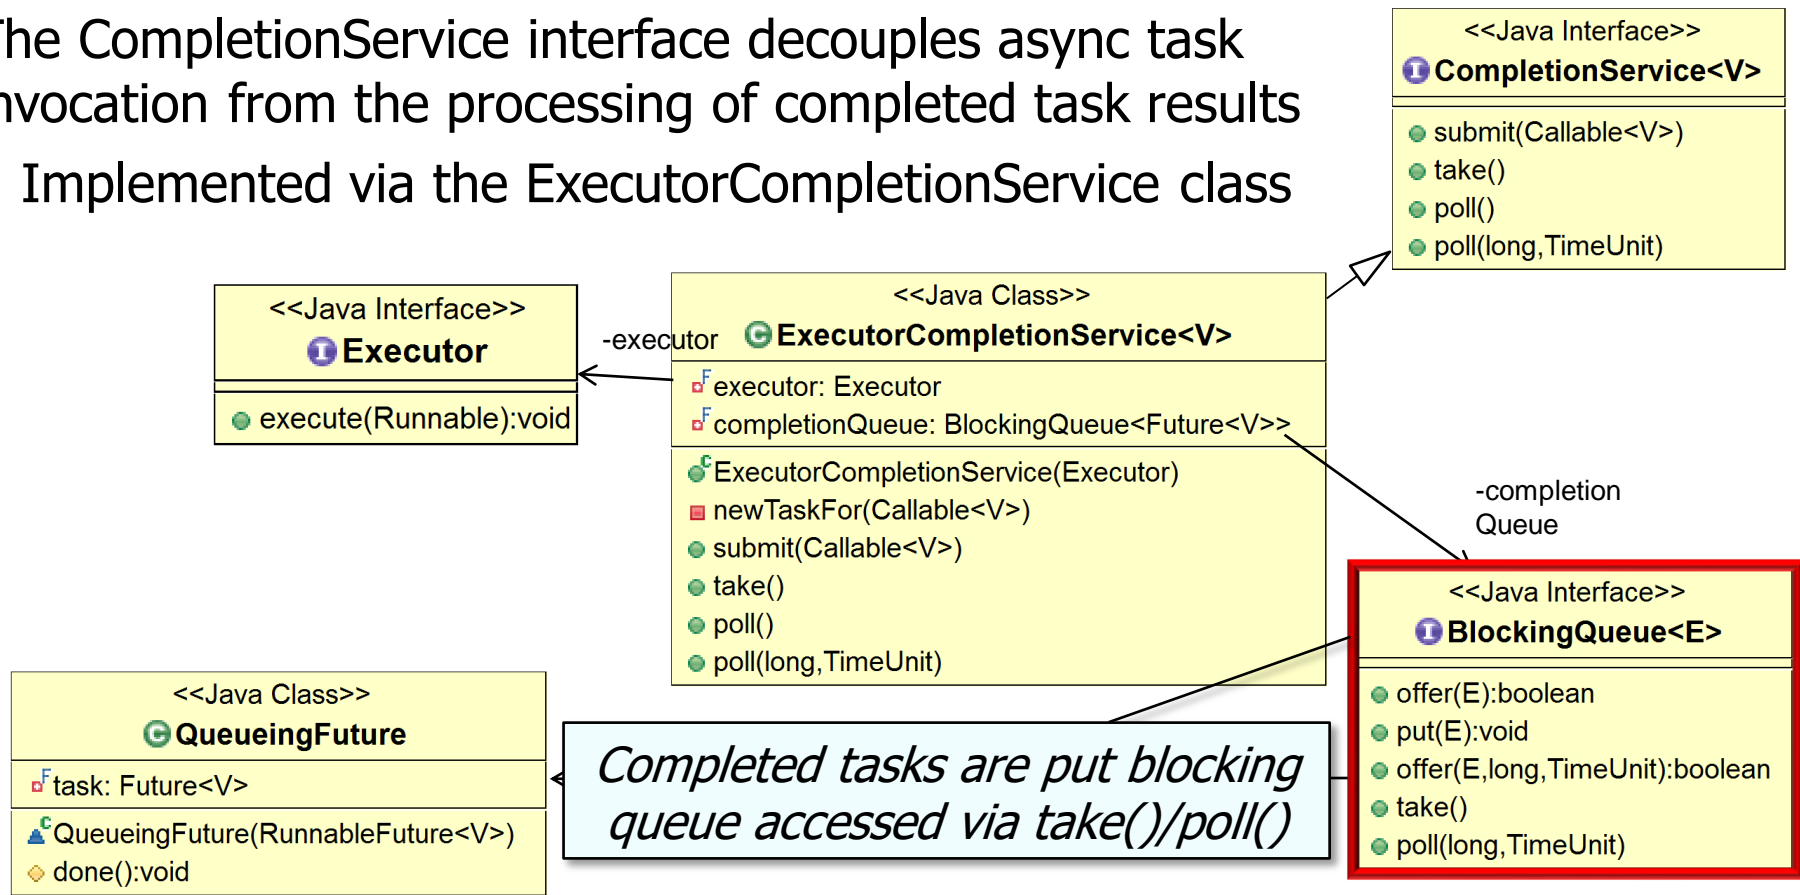 The CompletionService interface decouples async task
nvocation from the processing of completed task results
Implemented via the ExecutorCompletionService class
<<Java Interface>>
CompletionService<V>
submit(Callable<V>)
take()
poll()
poll(long,TimeUnit)
<<Java Interface>>
Executor
execute(Runnable):void
-executor
<<Java Class>>
ExecutorCompletionService<V>
executor: Executor
completionQueue: BlockingQueue<Future<V>>
ExecutorCompletionService(Executor)
newTaskFor(Callable<V>)
submit(Callable<V>)
take()
poll()
poll(long,TimeUnit)
-completion
Queue
<<Java Interface>>
BlockingQueue<E>
offer(E):boolean
put(E):void
offer(E,long,TimeUnit):boolean
take()
poll(long,TimeUnit)
<<Java Class>>
QueueingFuture
task: Future<V>
QueueingFuture(RunnableFuture<V>)
done():void
Completed tasks are put blocking
queue accessed via take()/poll()